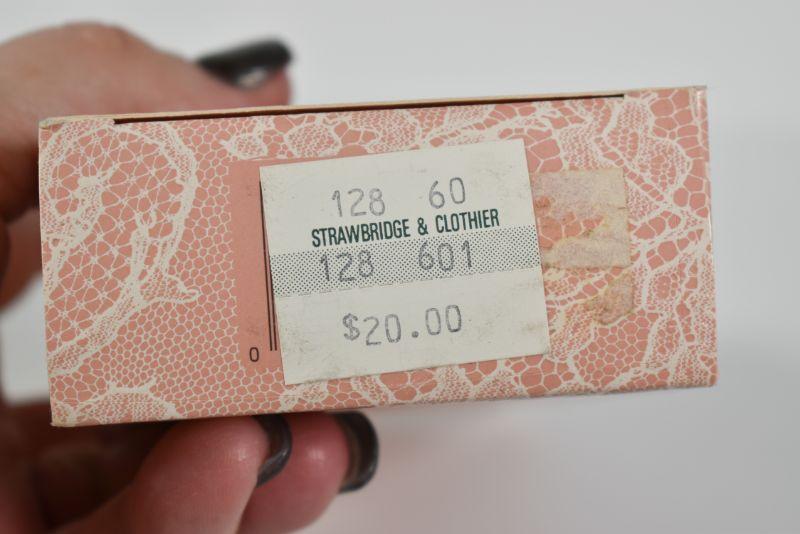 128 60
STRAWBRIDGE & CLOTHIER
128 601
$20.00
0